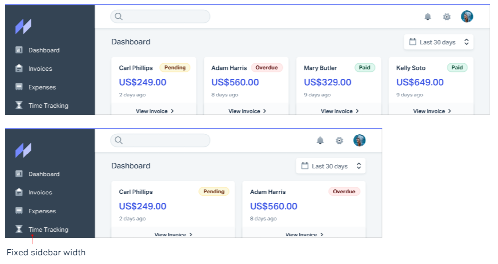 Dashboard
Last 30 days
Dashboard
Invoices
Expenses
Time Tracking
Carl Phillips Pending
US$249.00
2 days ago
View Invoice >
Adam Harris Overdue
US$560.00
8 days ago
View Invoice >
Mary Butler Paid
US$329.00
9 days ago
View Invoice >
Kelly Soto Paid
US$649.00
9 days ago
View Invoice >
Dashboard
Last 30 days
Dashboard
Invoices
Expenses
Time Tracking
Carl Phillips Pending
US$249.00
2 days ago
View Invoice >
Adam Harris Overdue
US$560.00
8 days ago
View Invoice >
Fixed sidebar width